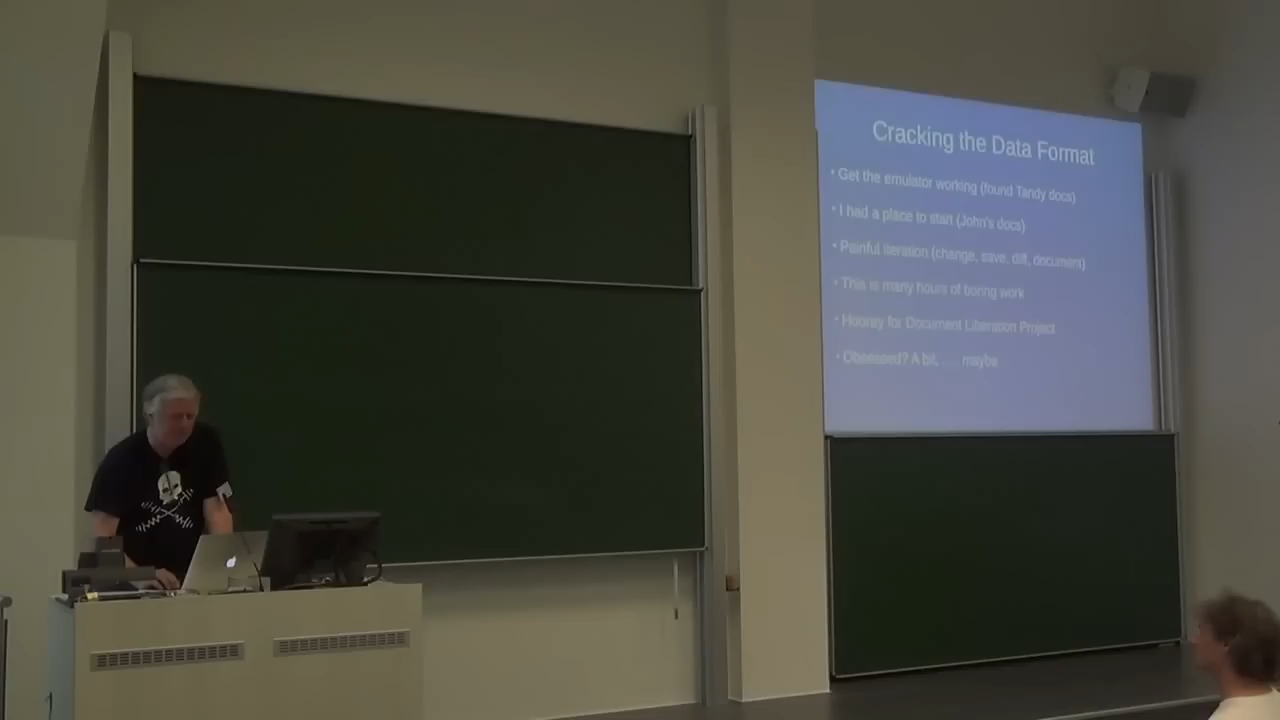 Cracking the Data Format
• Get the emulator working (found Tandy docs)
• I had a place to start (John's docs)
• Painful iteration (change, save, diff, document)
• This is many hours of boring work
• Hooray for Document Liberation Project
• Obsessed? A bit, .... maybe